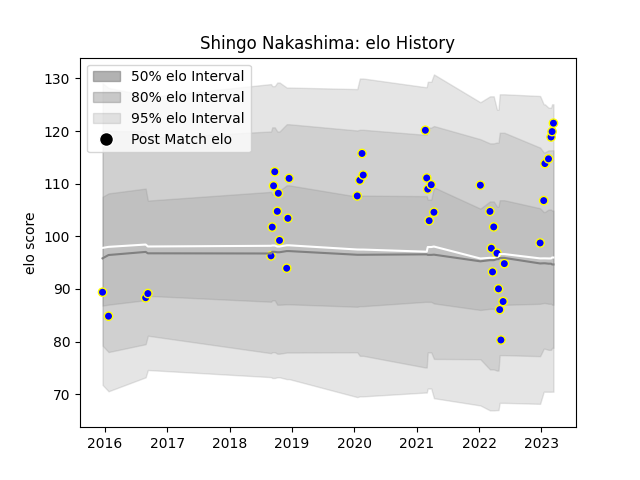 Shingo Nakashima: elo History
50% elo Interval
80% elo Interval
95% elo Interval
Post Match elo
elo score
130
120
110
100
90
80
70
2016 2017 2018 2019 2020 2021 2022 2023